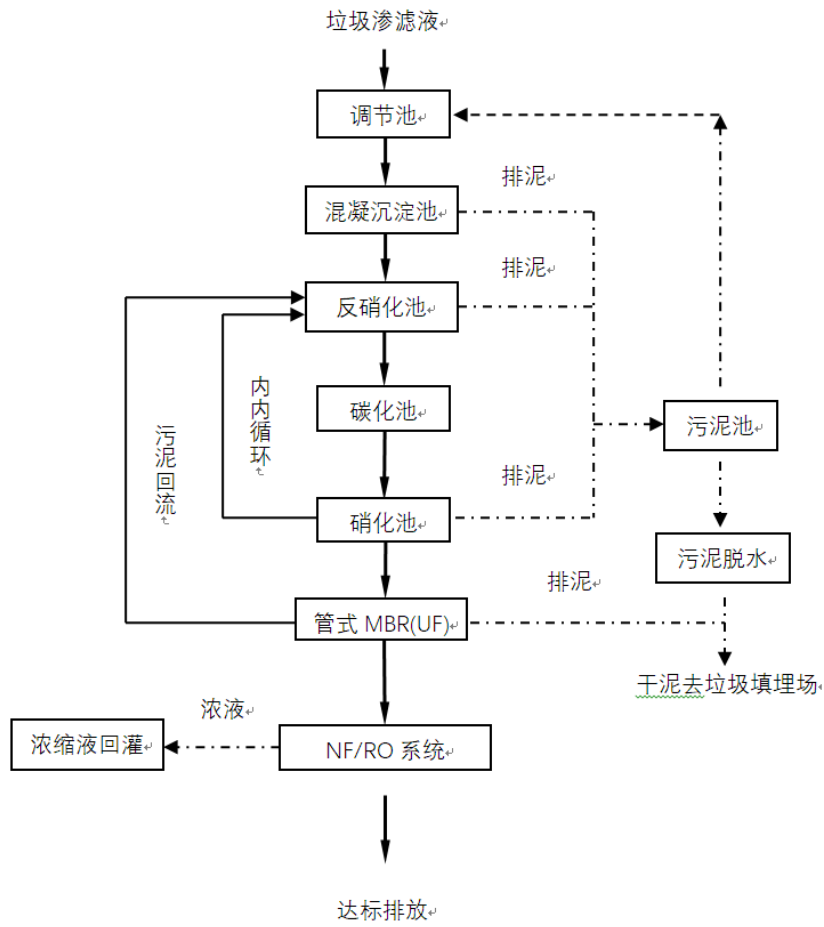 垃圾渗滤液
调节池
排泥
混凝沉淀池
排泥
反硝化池
内内循环
碳化池
污泥池
污泥回流
排泥
硝化池
污泥脱水
排泥
管式 MBR(UF)
干泥去垃圾填埋场
浓液
浓缩液回灌
NF/RO 系统
达标排放